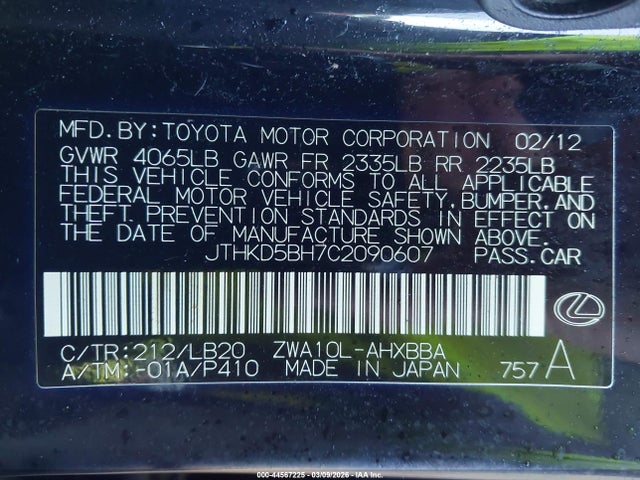 MFD.BY:TOYOTA MOTOR CORPORATION 02/12
GVWR 4065LB GAWR FR 2335LB RR 2235LB
THIS VEHICLE CONFORMS TO ALL APPLICABLE
FEDERAL MOTOR VEHICLE SAFETY,BUMPER,AND
THEFT PREVENTION STANDARDS IN EFFECT ON
THE DATE OF MANUFACTURE SHOWN ABOVE.
JTHKD5BH7C2090607 PASS.CAR
C/TR:212/LB20 ZWA10L-AHXBBA
A/TM:-01A/P410 MADE IN JAPAN 757A
000-44567225 - 03/09/2026 - IAA Inc.